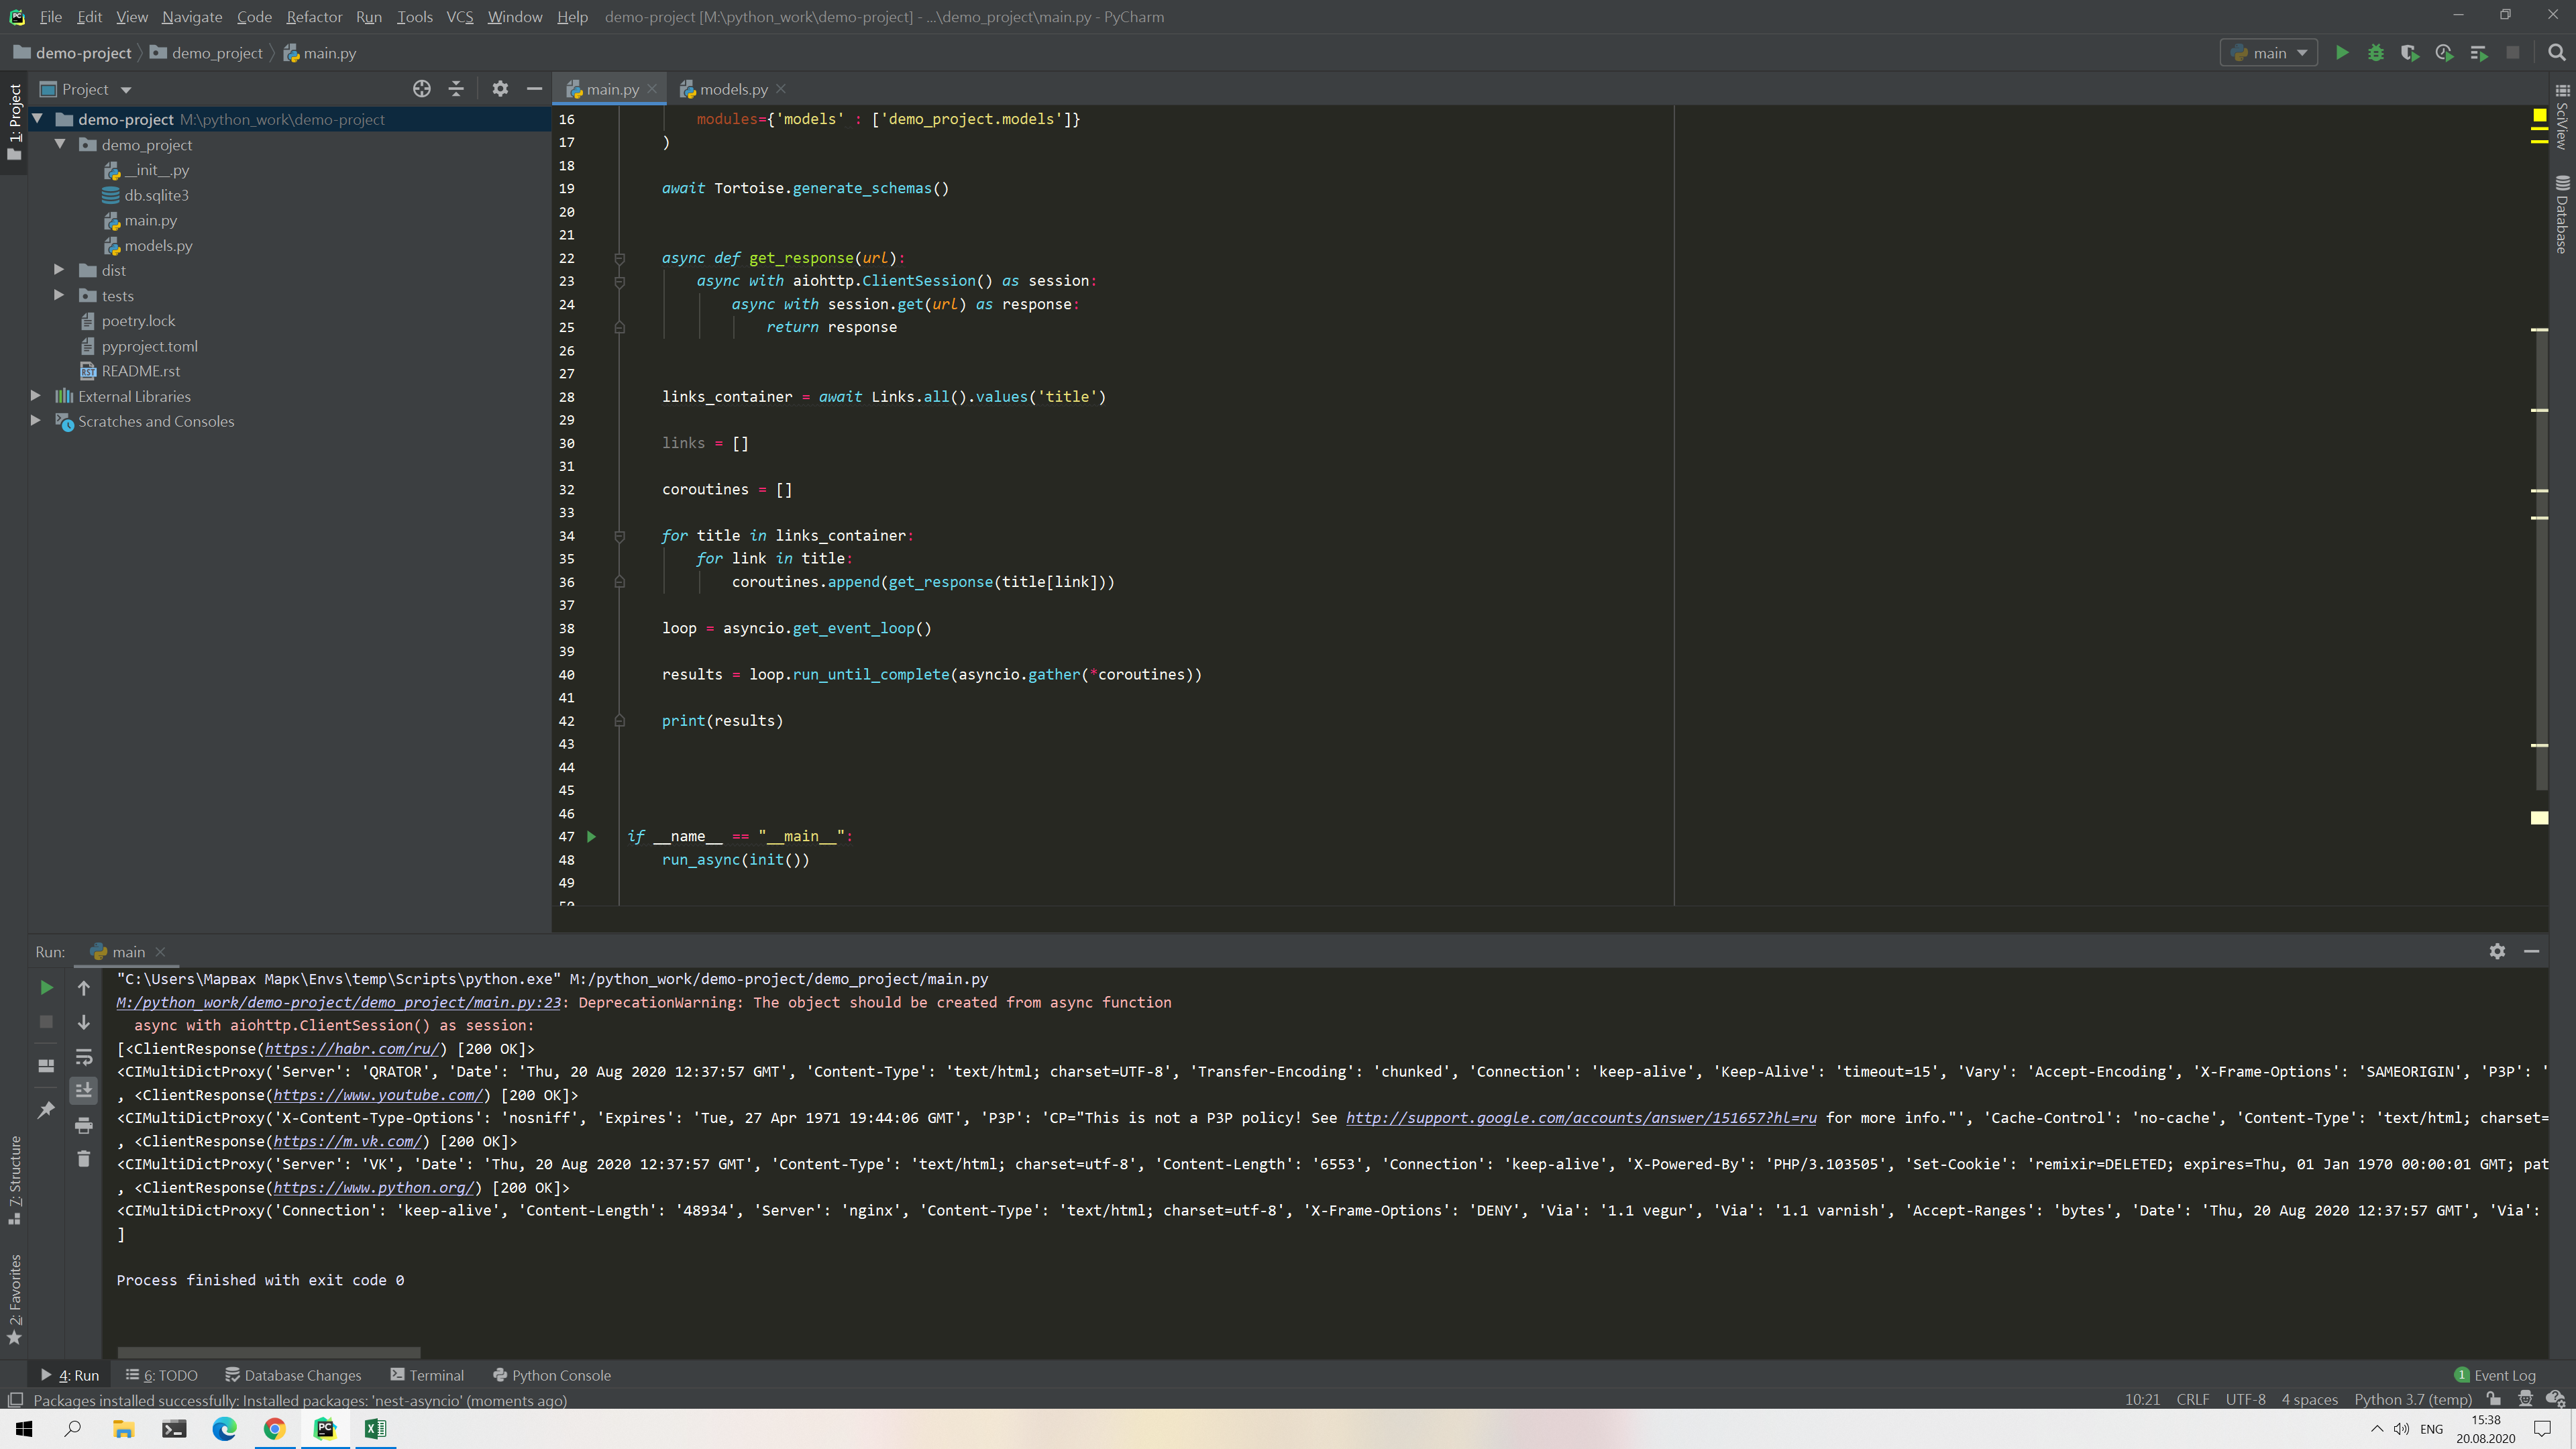 File Edit View Navigate Code Refactor Run Tools VCS Window Help demo-project [M:\python_work\demo-project] - ...\demo_project\main.py - PyCharm
demo-project demo_project main.py main
Project
main.py models.py
demo-project M:\python_work\demo-project
demo_project
__init__.py
db.sqlite3
main.py
models.py
dist
tests
poetry.lock
pyproject.toml
README.rst
External Libraries
Scratches and Consoles
1: Project
7: Structure
2: Favorites
SciView
Database
16 modules={'models' : ['demo_project.models']}
17 )
18
19 await Tortoise.generate_schemas()
20
21
22 async def get_response(url):
23 async with aiohttp.ClientSession() as session:
24 async with session.get(url) as response:
25 return response
26
27
28 links_container = await Links.all().values('title')
29
30 links = []
31
32 coroutines = []
33
34 for title in links_container:
35 for link in title:
36 coroutines.append(get_response(title[link]))
37
38 loop = asyncio.get_event_loop()
39
40 results = loop.run_until_complete(asyncio.gather(*coroutines))
41
42 print(results)
43
44
45
46
47 if __name__ == "__main__":
48 run_async(init())
49
Run: main
"C:\Users\Марвах Марк\Envs\temp\Scripts\python.exe" M:/python_work/demo-project/demo_project/main.py
M:/python_work/demo-project/demo_project/main.py:23: DeprecationWarning: The object should be created from async function
async with aiohttp.ClientSession() as session:
[<ClientResponse(https://habr.com/ru/) [200 OK]>
<CIMultiDictProxy('Server': 'QRATOR', 'Date': 'Thu, 20 Aug 2020 12:37:57 GMT', 'Content-Type': 'text/html; charset=UTF-8', 'Transfer-Encoding': 'chunked', 'Connection': 'keep-alive', 'Keep-Alive': 'timeout=15', 'Vary': 'Accept-Encoding', 'X-Frame-Options': 'SAMEORIGIN', 'P3P': '
, <ClientResponse(https://www.youtube.com/) [200 OK]>
<CIMultiDictProxy('X-Content-Type-Options': 'nosniff', 'Expires': 'Tue, 27 Apr 1971 19:44:06 GMT', 'P3P': 'CP="This is not a P3P policy! See http://support.google.com/accounts/answer/151657?hl=ru for more info."', 'Cache-Control': 'no-cache', 'Content-Type': 'text/html; charset=
, <ClientResponse(https://m.vk.com/) [200 OK]>
<CIMultiDictProxy('Server': 'VK', 'Date': 'Thu, 20 Aug 2020 12:37:57 GMT', 'Content-Type': 'text/html; charset=utf-8', 'Content-Length': '6553', 'Connection': 'keep-alive', 'X-Powered-By': 'PHP/3.103505', 'Set-Cookie': 'remixir=DELETED; expires=Thu, 01 Jan 1970 00:00:01 GMT; pat
, <ClientResponse(https://www.python.org/) [200 OK]>
<CIMultiDictProxy('Connection': 'keep-alive', 'Content-Length': '48934', 'Server': 'nginx', 'Content-Type': 'text/html; charset=utf-8', 'X-Frame-Options': 'DENY', 'Via': '1.1 vegur', 'Via': '1.1 varnish', 'Accept-Ranges': 'bytes', 'Date': 'Thu, 20 Aug 2020 12:37:57 GMT', 'Via':
]
Process finished with exit code 0
4: Run 6: TODO Database Changes Terminal Python Console 1 Event Log
Packages installed successfully: Installed packages: 'nest-asyncio' (moments ago) 10:21 CRLF UTF-8 4 spaces Python 3.7 (temp)
ENG 15:38
20.08.2020